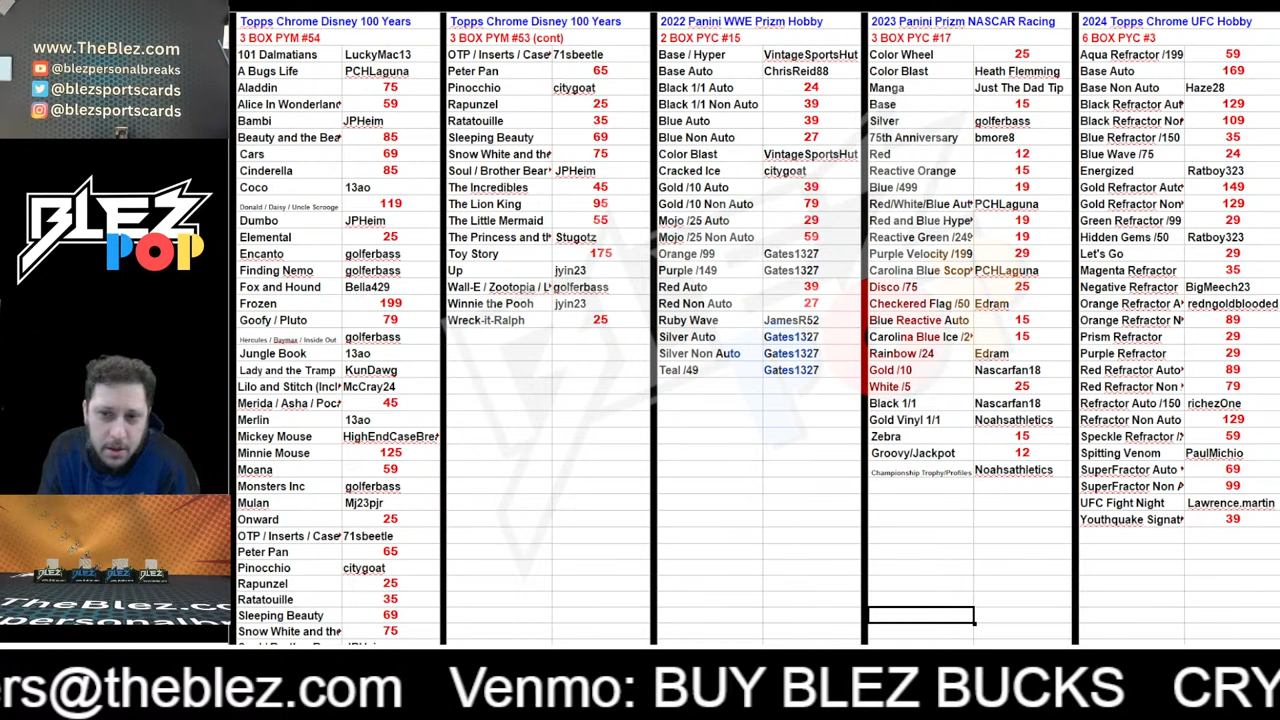 www.TheBlez.com
@blezpersonalbreaks
@blezsportscards
@blezsportscards
BLEZ
POP
BLEZ BLEZ BLEZ BLEZ
TheBlez.co
Topps Chrome Disney 100 Years
3 BOX PYM #54
101 Dalmatians LuckyMac13
A Bugs Life PCHLaguna
Aladdin 75
Alice In Wonderlan 59
Bambi JPHeim
Beauty and the Bea 85
Cars 69
Cinderella 85
Coco 13ao
Donald / Daisy / Uncle Scrooge 119
Dumbo JPHeim
Elemental 25
Encanto golferbass
Finding Nemo golferbass
Fox and Hound Bella429
Frozen 199
Goofy / Pluto 79
Hercules / Baymax / Inside Out golferbass
Jungle Book 13ao
Lady and the Tramp KunDawg
Lilo and Stitch (Incl McCray24
Merida / Asha / Poc 45
Merlin 13ao
Mickey Mouse HighEndCaseBre
Minnie Mouse 125
Moana 59
Monsters Inc golferbass
Mulan Mj23pjr
Onward 25
OTP / Inserts / Case 71sbeetle
Peter Pan 65
Pinocchio citygoat
Rapunzel 25
Ratatouille 35
Sleeping Beauty 69
Snow White and the 75
Topps Chrome Disney 100 Years
3 BOX PYM #53 (cont)
OTP / Inserts / Case 71sbeetle
Peter Pan 65
Pinocchio citygoat
Rapunzel 25
Ratatouille 35
Sleeping Beauty 69
Snow White and th 75
Soul / Brother Bear JPHeim
The Incredibles 45
The Lion King 95
The Little Mermaid 55
The Princess and th Stugotz
Toy Story 175
Up jyin23
Wall-E / Zootopia / L golferbass
Winnie the Pooh jyin23
Wreck-it-Ralph 25
2022 Panini WWE Prizm Hobby
2 BOX PYC #15
Base / Hyper VintageSportsHut
Base Auto ChrisReid88
Black 1/1 Auto 24
Black 1/1 Non Auto 39
Blue Auto 39
Blue Non Auto 27
Color Blast VintageSportsHut
Cracked Ice citygoat
Gold /10 Auto 39
Gold /10 Non Auto 79
Mojo /25 Auto 29
Mojo /25 Non Auto 59
Orange /99 Gates1327
Purple /149 Gates1327
Red Auto 39
Red Non Auto 27
Ruby Wave JamesR52
Silver Auto Gates1327
Silver Non Auto Gates1327
Teal /49 Gates1327
2023 Panini Prizm NASCAR Racing
3 BOX PYC #17
Color Wheel 25
Color Blast Heath Flemming
Manga Just The Dad Tip
Base 15
Silver golferbass
75th Anniversary bmore8
Red 12
Reactive Orange 15
Blue /499 19
Red/White/Blue Aut PCHLaguna
Red and Blue Hype 19
Reactive Green /249 19
Purple Velocity /199 29
Carolina Blue Scop PCHLaguna
Disco /75 25
Checkered Flag /50 Edram
Blue Reactive Auto 15
Carolina Blue Ice /2 15
Rainbow /24 Edram
Gold /10 Nascarfan18
White /5 25
Black 1/1 Nascarfan18
Gold Vinyl 1/1 Noahsathletics
Zebra 15
Groovy/Jackpot 12
Championship Trophy/Profiles Noahsathletics
2024 Topps Chrome UFC Hobby
6 BOX PYC #3
Aqua Refractor /199 59
Base Auto 169
Base Non Auto Haze28
Black Refractor Aut 129
Black Refractor Nor 109
Blue Refractor /150 35
Blue Wave /75 24
Energized Ratboy323
Gold Refractor Aut 149
Gold Refractor Non 129
Green Refractor /99 29
Hidden Gems /50 Ratboy323
Let's Go 29
Magenta Refractor 35
Negative Refractor BigMeech23
Orange Refractor A redngoldblooded
Orange Refractor N 89
Prism Refractor 29
Purple Refractor 29
Red Refractor Auto 89
Red Refractor Non 79
Refractor Auto /150 richezOne
Refractor Non Auto 129
Speckle Refractor /2 59
Spitting Venom PaulMichio
SuperFractor Auto 69
SuperFractor Non A 99
UFC Fight Night Lawrence.martin
Youthquake Signat 39
ers@theblez.com Venmo: BUY BLEZ BUCKS CRY